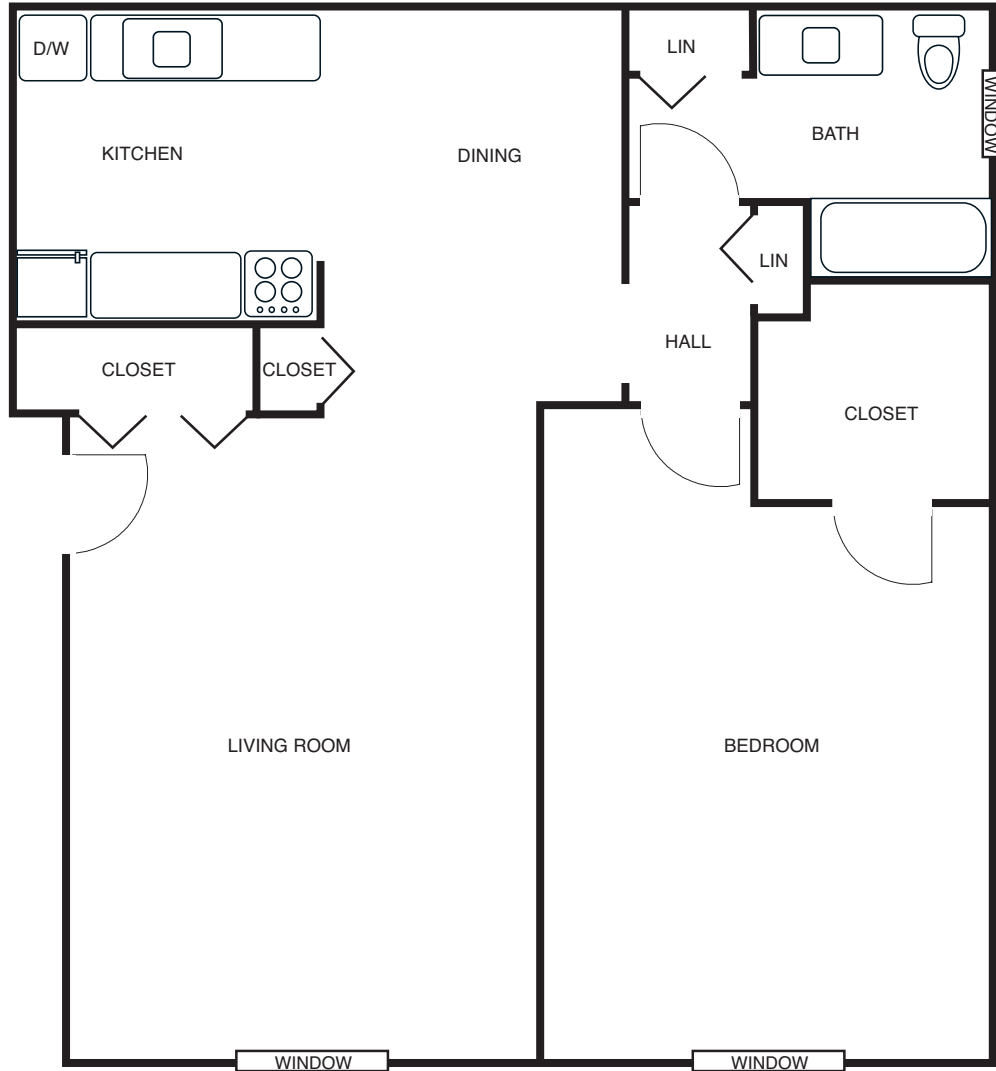 D/W
LIN
WINDOW
BATH
KITCHEN
DINING
LIN
HALL
CLOSET
CLOSET
CLOSET
LIVING ROOM
BEDROOM
WINDOW
WINDOW